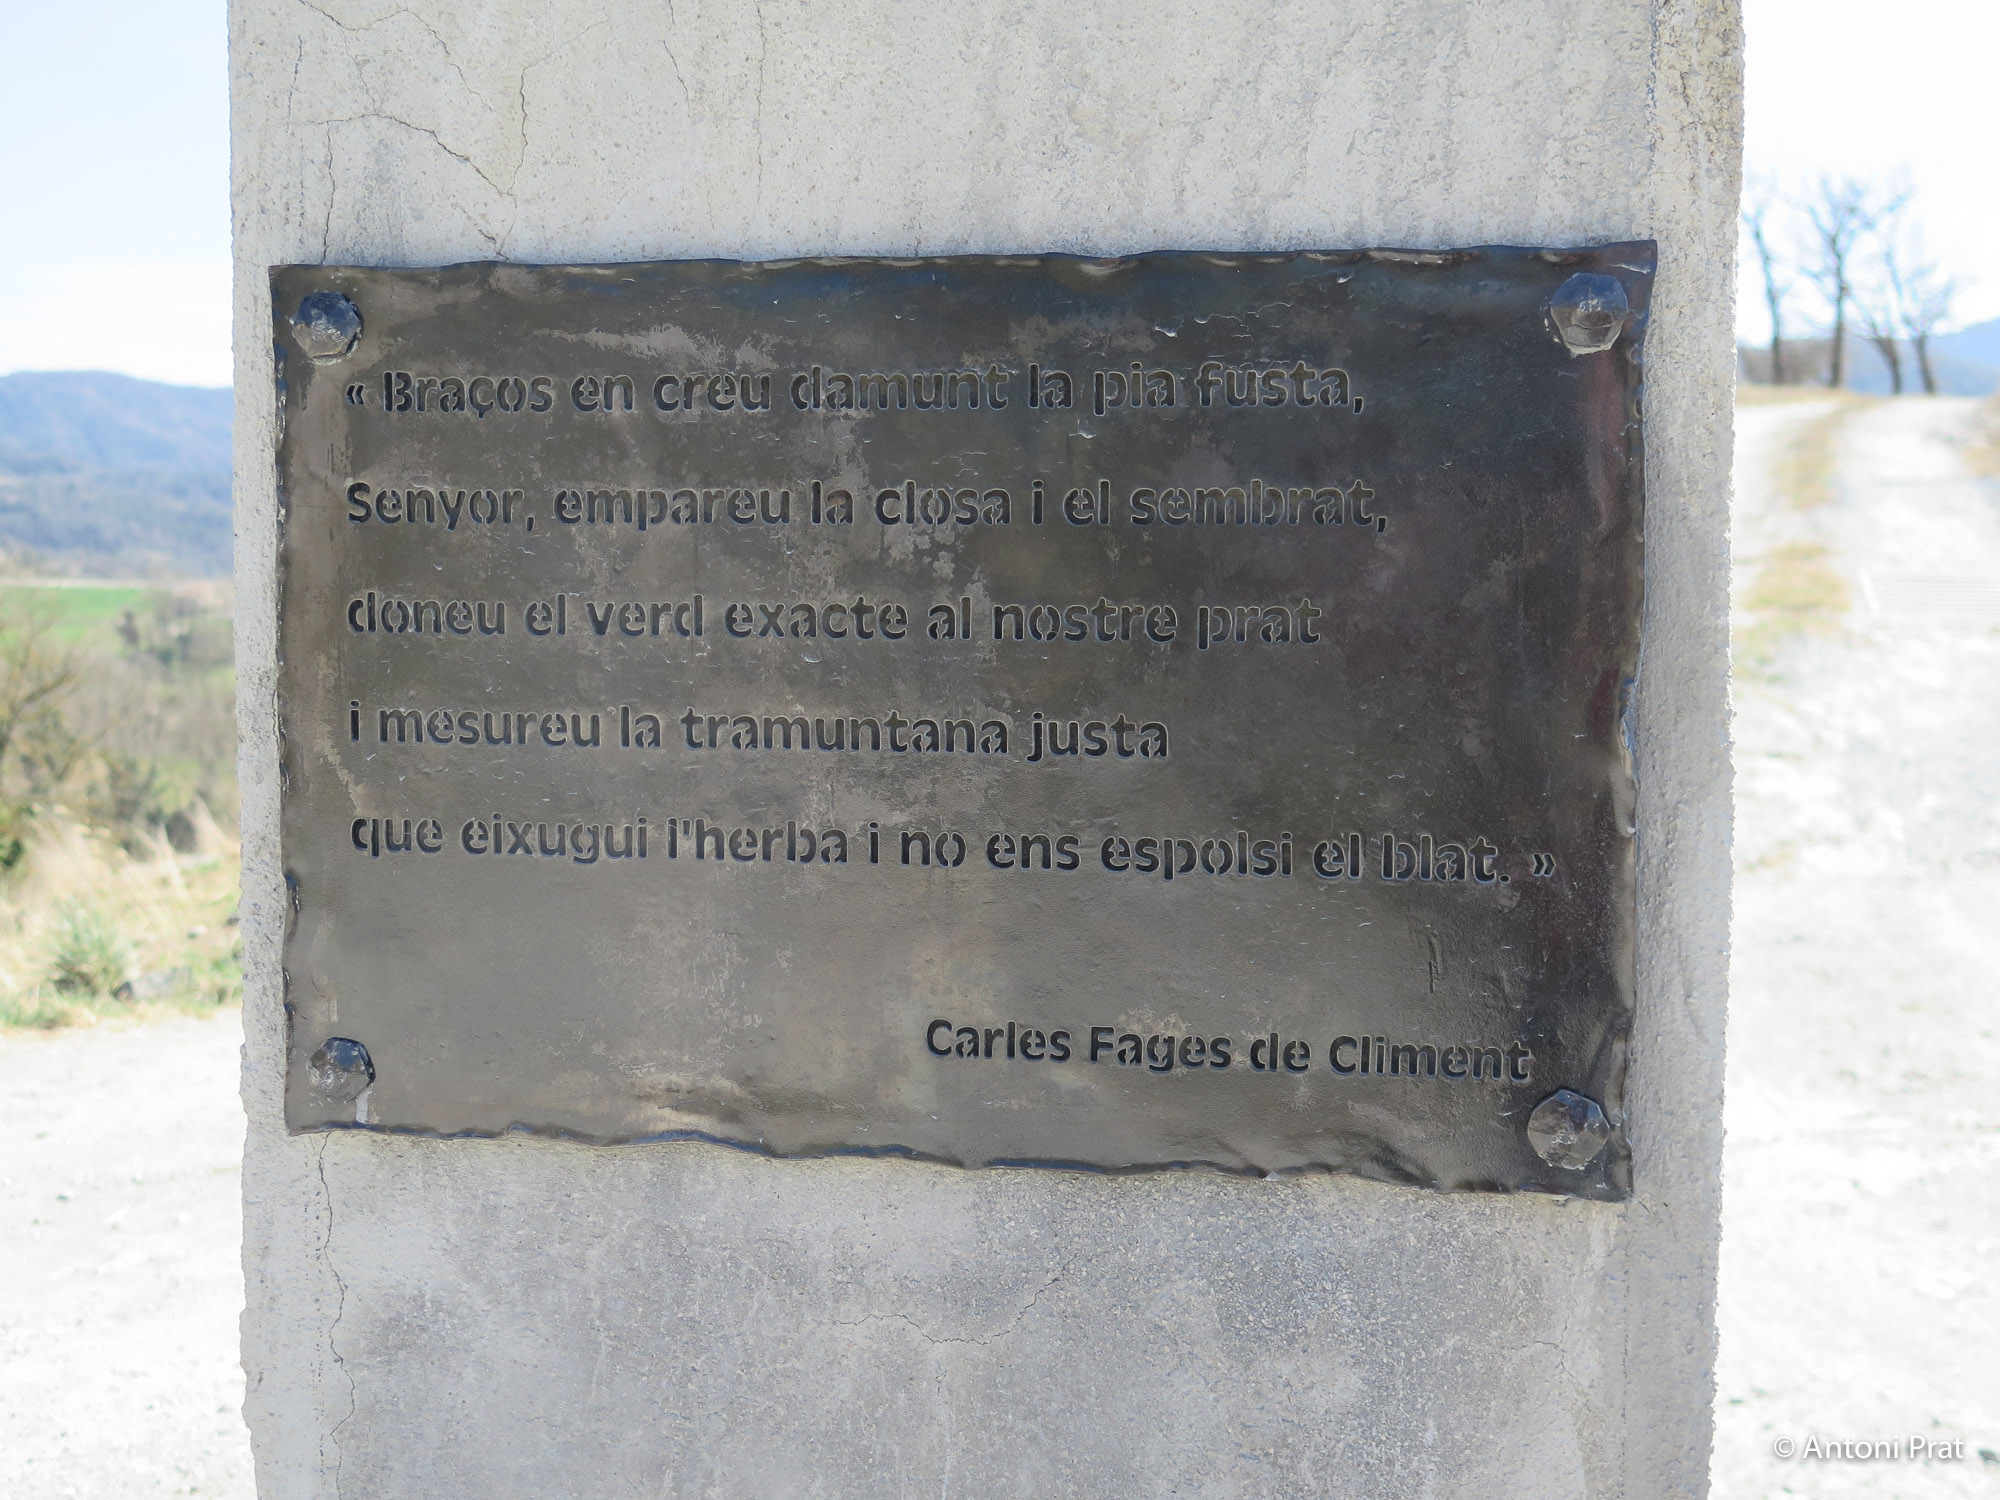 « Braços en creu damunt la pia fusta,
Senyor, empareu la closa i el sembrat,
doneu el verd exacte al nostre prat
i mesureu la tramuntana justa
que eixugui l'herba i no ens espolsi el blat. »
Carles Fages de Climent
© Antoni Prat